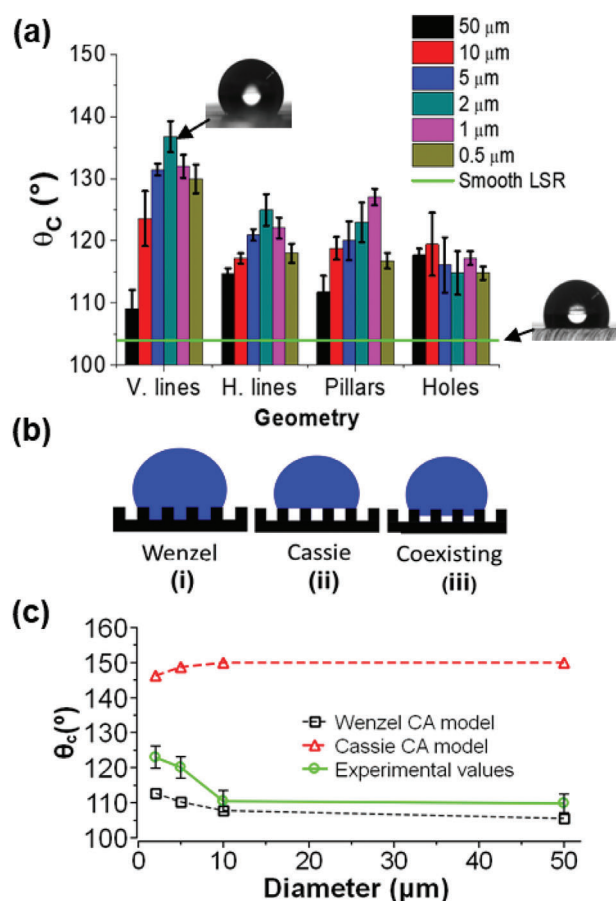 (a)
150
140
130
120
110
100
θC (°)
50 μm
10 μm
5 μm
2 μm
1 μm
0.5 μm
Smooth LSR
V. lines H. lines Pillars Holes
Geometry
(b)
Wenzel Cassie Coexisting
(i) (ii) (iii)
(c)
160
150
140
130
120
110
100
θc(º)
Wenzel CA model
Cassie CA model
Experimental values
0 10 20 30 40 50
Diameter (μm)